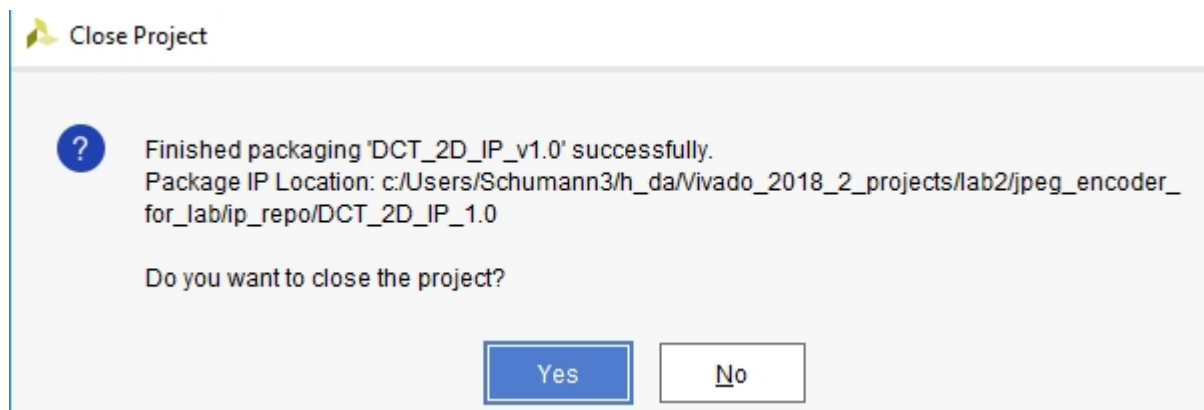 Close Project
Finished packaging 'DCT_2D_IP_v1.0' successfully.
Package IP Location: c:/Users/Schumann3/h_da/Vivado_2018_2_projects/lab2/jpeg_encoder_
for_lab/ip_repo/DCT_2D_IP_1.0
Do you want to close the project?
Yes No